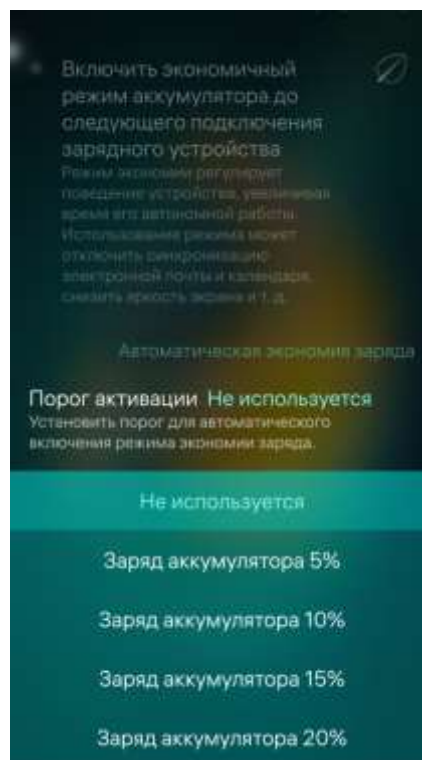 Включить экономичный
режим аккумулятора до
следующего подключения
зарядного устройства
Режим экономии регулирует
поведение устройства, увеличивая
время его автономной работы.
Использование режима может
отключить синхронизацию
электронной почты и календаря,
снизить яркость экрана и т. д.
Автоматическая экономия заряда
Порог активации Не используется
Установить порог для автоматического
включения режима экономии заряда.
Не используется
Заряд аккумулятора 5%
Заряд аккумулятора 10%
Заряд аккумулятора 15%
Заряд аккумулятора 20%